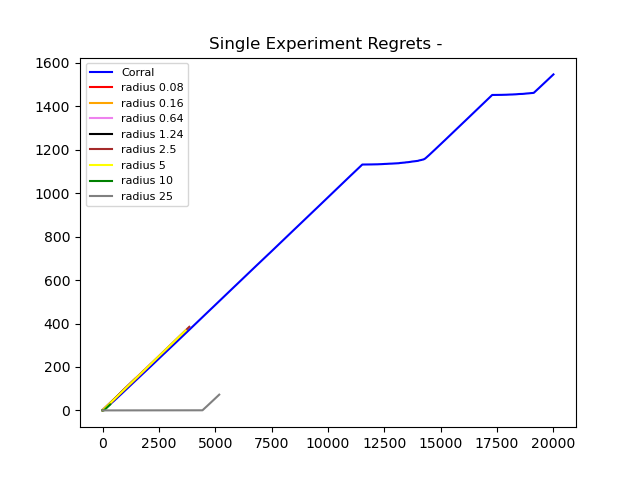 Single Experiment Regrets -
1600
1400
1200
1000
800
600
400
200
0
Corral
radius 0.08
radius 0.16
radius 0.64
radius 1.24
radius 2.5
radius 5
radius 10
radius 25
0 2500 5000 7500 10000 12500 15000 17500 20000